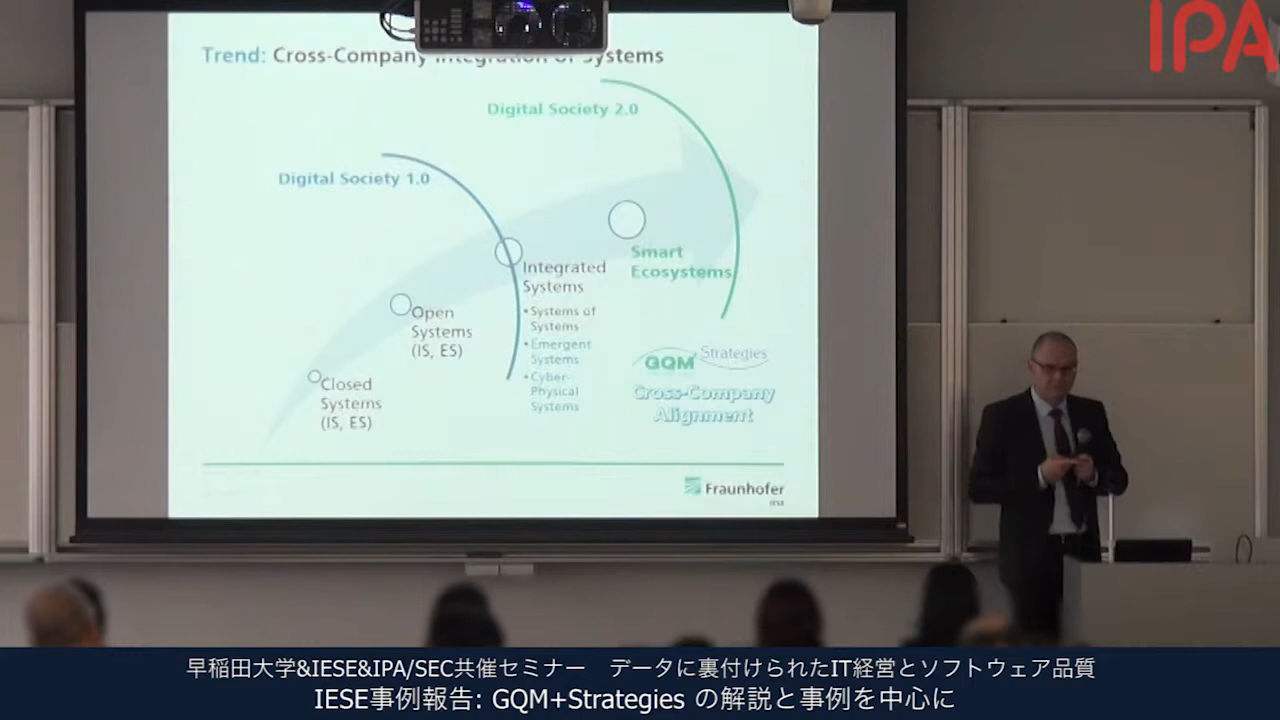 IPA
Trend: Cross-Company Integration of Systems
Digital Society 2.0
Digital Society 1.0
Smart
Ecosystems
Integrated
Systems
• Systems of
Systems
• Emergent
Systems
• Cyber-
Physical
Systems
Open
Systems
(IS, ES)
Closed
Systems
(IS, ES)
GQM+ Strategies
Cross-Company
Alignment
Fraunhofer
IESE
早稲田大学&IESE&IPA/SEC共催セミナー　データに裏付けられたIT経営とソフトウェア品質
IESE事例報告: GQM+Strategies の解説と事例を中心に